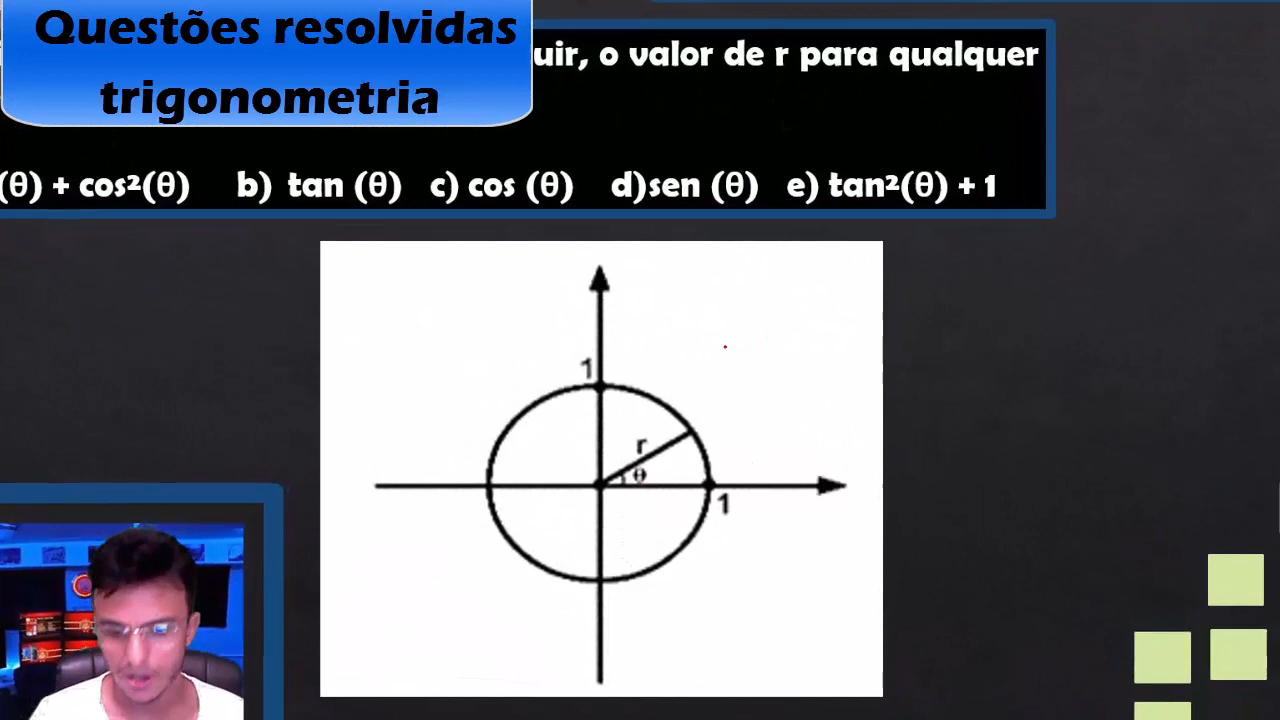 Questões resolvidas
trigonometria
uir, o valor de r para qualquer
(θ) + cos²(θ) b) tan (θ) c) cos (θ) d)sen (θ) e) tan²(θ) + 1
1
r
θ
1